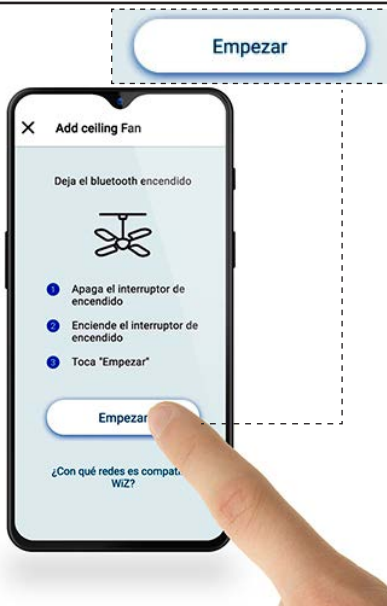 Empezar
Add ceiling Fan
Deja el bluetooth encendido
1 Apaga el interruptor de
encendido
2 Enciende el interruptor de
encendido
3 Toca "Empezar"
Empezar
¿Con qué redes es
WiZ?